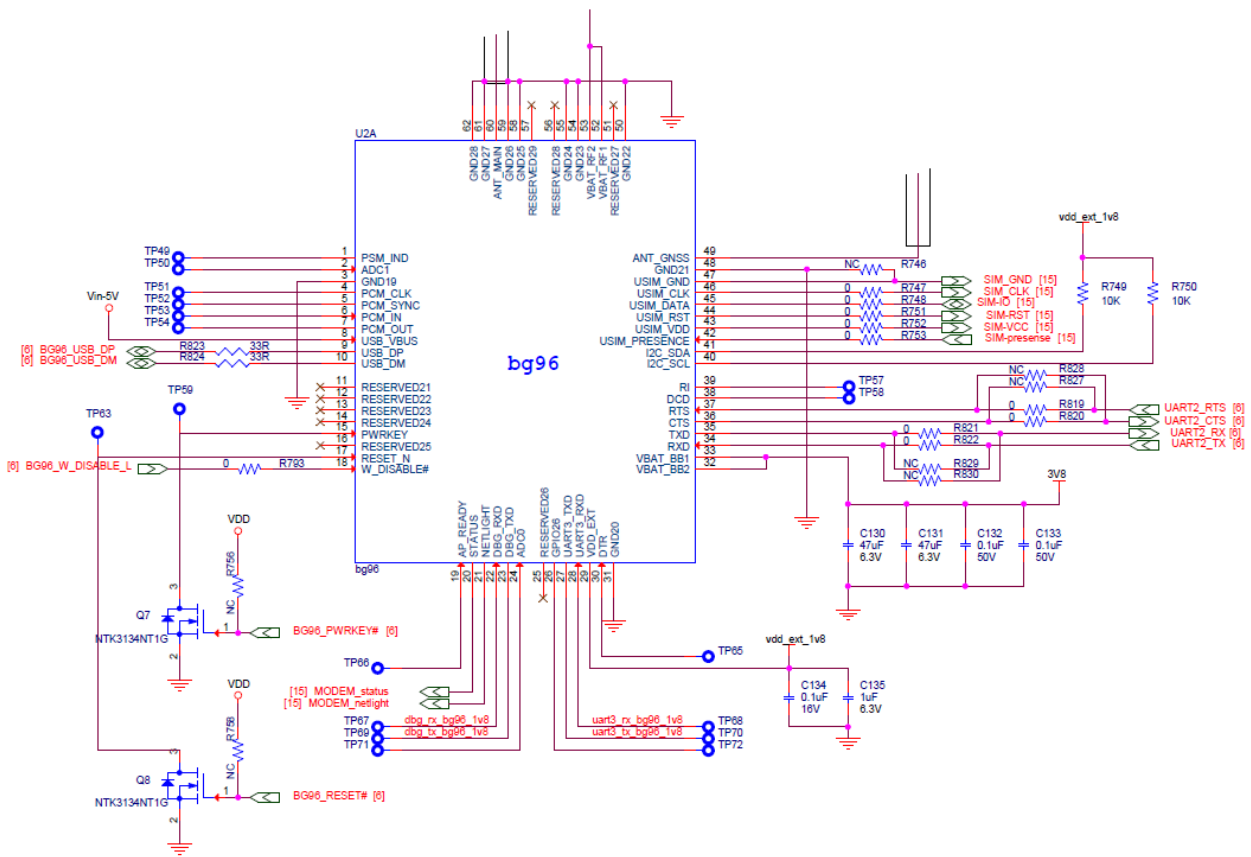 U2A
62 61 60 59 58 57 56 55 54 53 52 51 50
GND28
GND27
ANT_MAIN
GND26
GND25
RESERVED29
RESERVED28
GND24
GND23
VBAT_RF2
VBAT_RF1
RESERVED27
GND22
TP49 1 PSM_IND
TP50 2 ADC1
3 GND19
TP51 4 PCM_CLK
TP52 5 PCM_SYNC
TP53 6 PCM_IN
TP54 7 PCM_OUT
Vin-5V
8 USB_VBUS
[6] BG96_USB_DP R823 33R 9 USB_DP
[6] BG96_USB_DM R824 33R 10 USB_DM
11 RESERVED21
12 RESERVED22
13 RESERVED23
14 RESERVED24
TP59
15 PWRKEY
16 RESERVED25
TP63
17 RESET_N
[6] BG96_W_DISABLE_L 0 R793 18 W_DISABLE#
bg96
ANT_GNSS 49
GND21 48
USIM_GND 47 NC R746 SIM_GND [15]
USIM_CLK 46 0 R747 SIM_CLK [15]
USIM_DATA 45 0 R748 SIM-IO [15]
USIM_RST 44 0 R751 SIM-RST [15]
USIM_VDD 43 0 R752 SIM-VCC [15]
USIM_PRESENCE 42 0 R753 SIM-presense [15]
I2C_SDA 41
I2C_SCL 40
vdd_ext_1v8
R749
10K
R750
10K
RI 39 TP57
DCD 38 TP58
NC R828
NC R827
RTS 37 0 R819 UART2_RTS [6]
CTS 36 0 R820 UART2_CTS [6]
TXD 35 0 R821 UART2_RX [6]
RXD 34 0 R822 UART2_TX [6]
VBAT_BB1 33 NC R829
VBAT_BB2 32 NC R830
3V8
C130
47uF
6.3V
C131
47uF
6.3V
C132
0.1uF
50V
C133
0.1uF
50V
AP_READY
STATUS
NETLIGHT
DBG_RXD
DBG_TXD
ADC0
RESERVED26
GPIO26
UART3_TXD
UART3_RXD
VDD_EXT
DTR
GND20
bg96
19 20 21 22 23 24 25 26 27 28 29 30 31
VDD
R756
NC
3
Q7
NTK3134NT1G
1
2
BG96_PWRKEY# [6]
VDD
R758
NC
3
Q8
NTK3134NT1G
1
2
BG96_RESET# [6]
TP66
[15] MODEM_status
[15] MODEM_netlight
TP67 dbg_rx_bg96_1v8
TP69 dbg_tx_bg96_1v8
TP71
TP65
uart3_rx_bg96_1v8 TP68
uart3_tx_bg96_1v8 TP70
TP72
vdd_ext_1v8
C134
0.1uF
16V
C135
1uF
6.3V